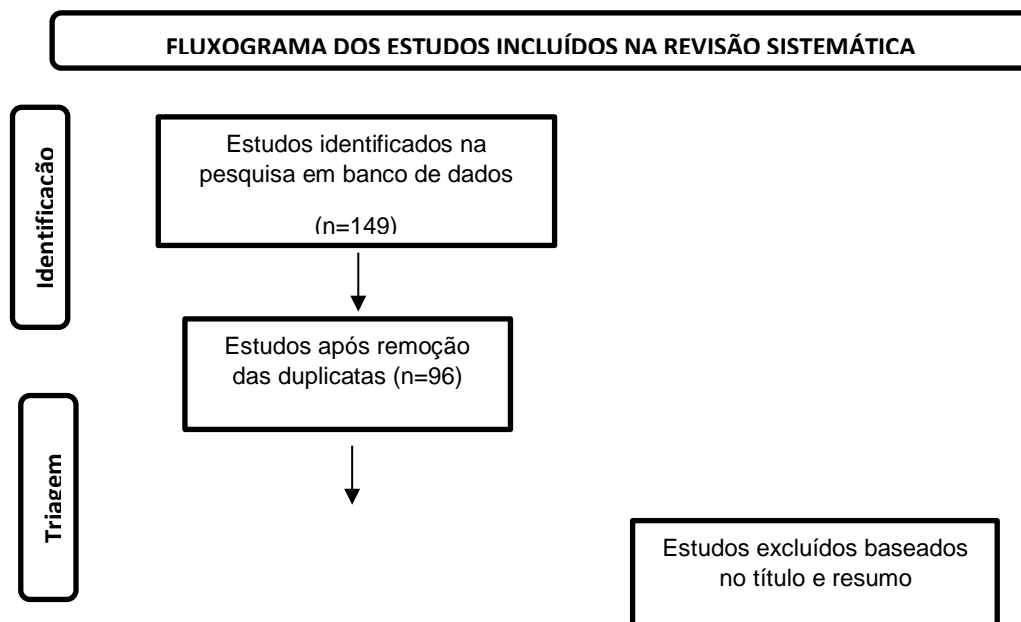 FLUXOGRAMA DOS ESTUDOS INCLUÍDOS NA REVISÃO SISTEMÁTICA
Identificação
Estudos identificados na
pesquisa em banco de dados
(n=149)
Estudos após remoção
das duplicatas (n=96)
Triagem
Estudos excluídos baseados
no título e resumo